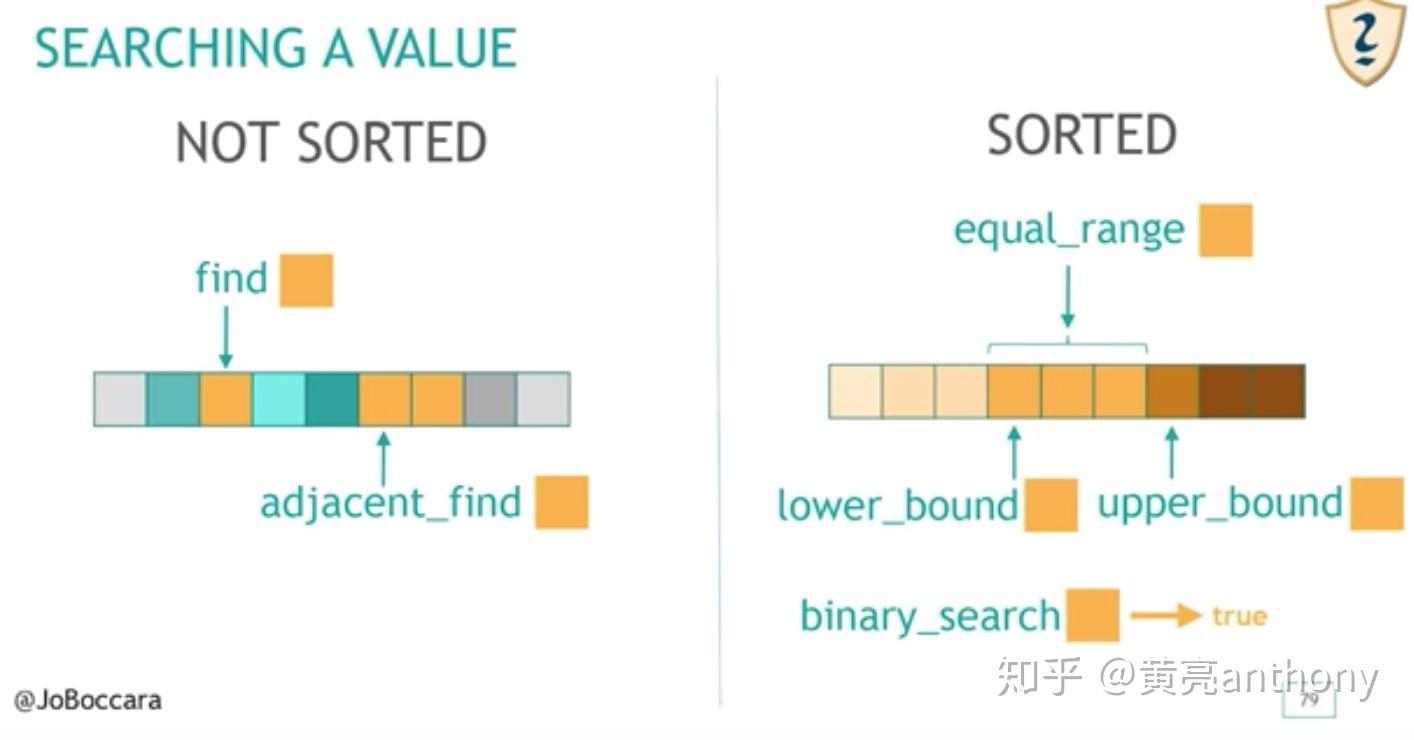 SEARCHING A VALUE
NOT SORTED
find
adjacent_find
SORTED
equal_range
lower_bound
upper_bound
binary_search
true
知乎 @黄亮anthony
@JoBoccara
79